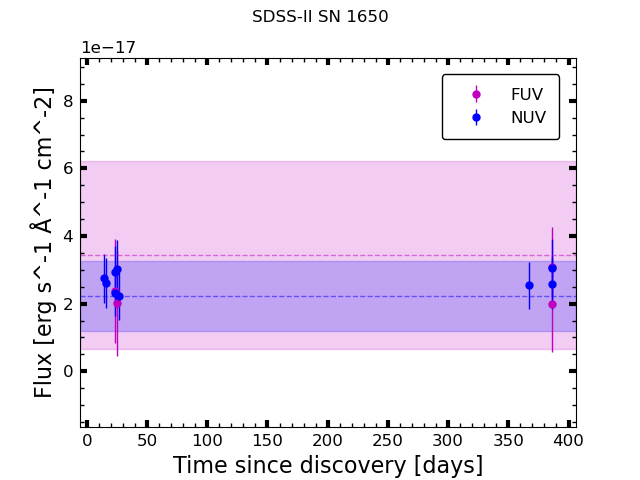 SDSS-II SN 1650
1e−17
FUV
NUV
8
6
4
2
0
Flux [erg s^-1 Å^-1 cm^-2]
0 50 100 150 200 250 300 350 400
Time since discovery [days]